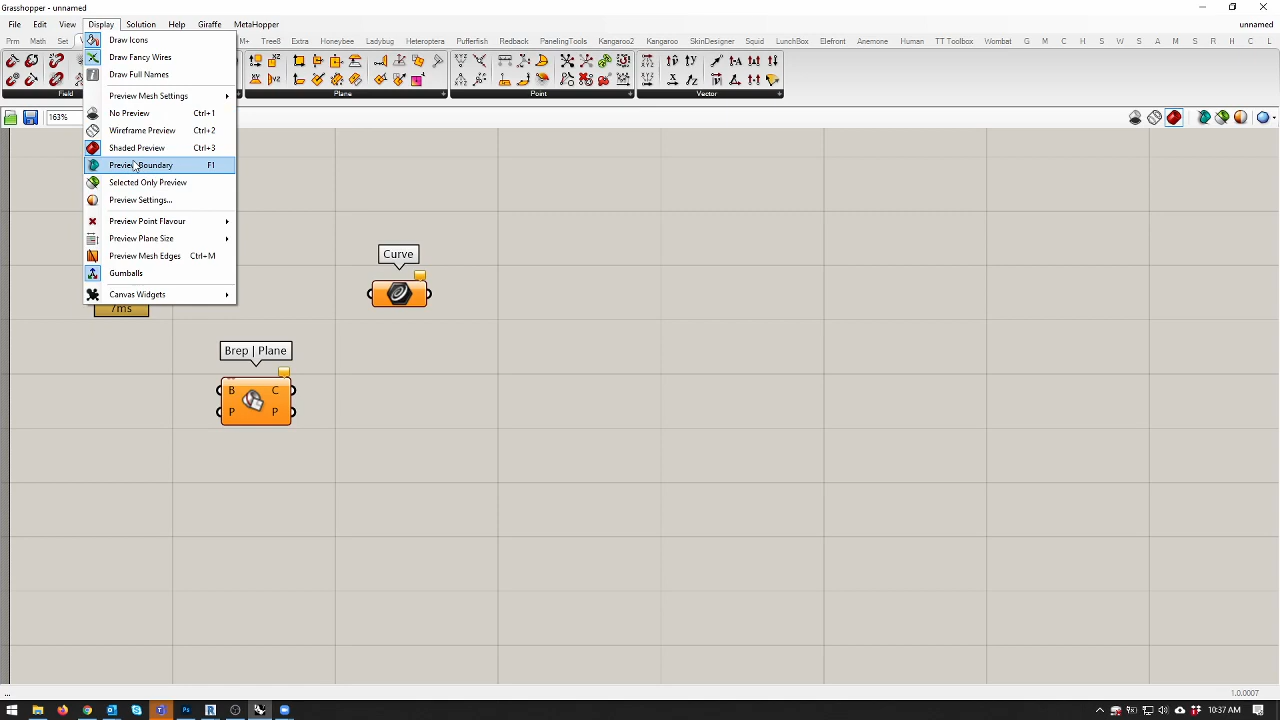 Grasshopper - unnamed
File Edit View Display Solution Help Giraffe MetaHopper unnamed
Prm Math Set M+ Tree8 Extra Honeybee Ladybug Heteroptera Pufferfish Redback PanelingTools Kangaroo2 Kangaroo SkinDesigner Squid LunchBox Elefront Anemone Human TT Toolbox Wombat G M C M S W S A M S R H S W S
Field Plane Point Vector
163%
Draw Icons
Draw Fancy Wires
Draw Full Names
Preview Mesh Settings
No Preview Ctrl+1
Wireframe Preview Ctrl+2
Shaded Preview Ctrl+3
Preview Boundary F1
Selected Only Preview
Preview Settings...
Preview Point Flavour
Preview Plane Size
Preview Mesh Edges Ctrl+M
Gumballs
Canvas Widgets
Curve
7ms
Brep | Plane
B C
P P
...
1.0.0007
10:37 AM